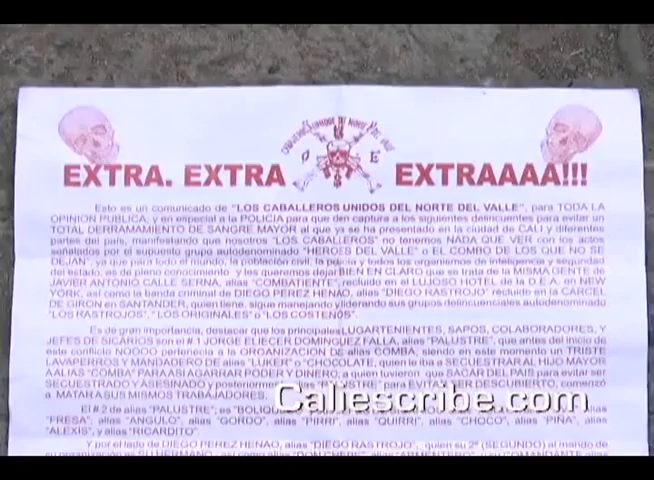 EXTRA. EXTRA EXTRAAAA!!!
Esto es un comunicado de "LOS CABALLEROS UNIDOS DEL NORTE DEL VALLE", para TODA LA
OPINION PUBLICA, y en especial a la POLICIA para que den captura a los siguientes delincuentes para evitar un
TOTAL DERRAMAMIENTO DE SANGRE MAYOR al que ya se ha presentado en la ciudad de CALI y diferentes
partes del país, manifestando que nosotros "LOS CABALLEROS" no tenemos NADA QUE VER con los actos
señalados por el supuesto grupo autodenominado "HEROES DEL VALLE" o EL COMBO DE LOS QUE NO SE
DEJAN", ya que para todo el mundo, la población civil, la policía y todos los organismos de inteligencia y seguridad
del estado, es de pleno conocimiento y les queremos dejar BIEN EN CLARO que se trata de la MISMA GENTE de
JAVIER ANTONIO CALLE SERNA, alias "COMBATIENTE", recluido en EL LUJOSO HOTEL de la D.E.A. en NEW
YORK, así como la banda criminal de DIEGO PEREZ HENAO, alias "DIEGO RASTROJO" recluido en la CARCEL
DE GIRON en SANTANDER, quien tiene, sigue manejando y liderando sus grupos delincuenciales autodenominado
"LOS RASTROJOS", "LOS ORIGINALES" o "LOS COSTEÑOS".
Es de gran importancia, destacar que los principales LUGARTENIENTES, SAPOS, COLABORADORES, Y
JEFES DE SICARIOS son el # 1 JORGE ELIECER DOMINGUEZ FALLA, alias "PALUSTRE", que antes del inicio de
este conflicto NOOOO pertenecía a la ORGANIZACIÓN de alias COMBA, siendo en este momento un TRISTE
LAVAPERROS Y MANDADERO DE alias "LUKER" o "CHOCOLATE, quien le iba a SECUESTRAR AL HIJO MAYOR
A ALIAS "COMBA" PARA ASI AGARRAR PODER Y DINERO, a quien tuvieron que SACAR DEL PAIS para evitar ser
SECUESTRADO Y ASESINADO y posteriormente alias "PALUSTRE" para EVITAR SER DESCUBIERTO, comenzó
a MATAR A SUS MISMOS TRABAJADORES.
El # 2 de alias "PALUSTRE", es "BOLIQUE alias
"FRESA", alias "ANGULO", alias "GORDO", alias "PIRRI", alias "QUIRRI", alias "CHOCO", alias "PIÑA", alias
"ALEXIS", y alias "RICARDITO".
Y por el lado de DIEGO PEREZ HENAO, alias "DIEGO RASTROJO", quien su 2º (SEGUNDO) al mando de
Caliescribe.com